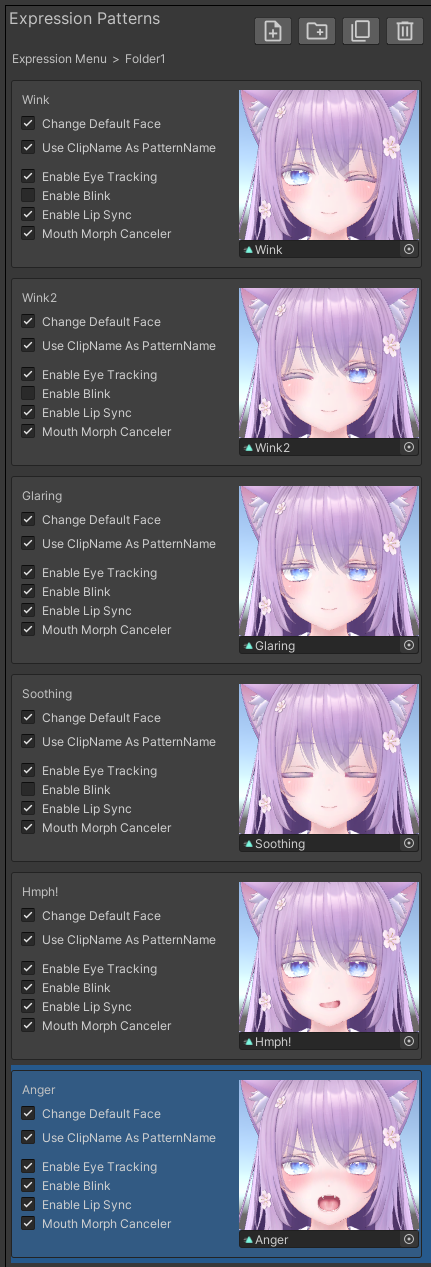 Expression Patterns
Expression Menu > Folder1
Wink
Change Default Face
Use ClipName As PatternName
Enable Eye Tracking
Enable Blink
Enable Lip Sync
Mouth Morph Canceler
Wink
Wink2
Change Default Face
Use ClipName As PatternName
Enable Eye Tracking
Enable Blink
Enable Lip Sync
Mouth Morph Canceler
Wink2
Glaring
Change Default Face
Use ClipName As PatternName
Enable Eye Tracking
Enable Blink
Enable Lip Sync
Mouth Morph Canceler
Glaring
Soothing
Change Default Face
Use ClipName As PatternName
Enable Eye Tracking
Enable Blink
Enable Lip Sync
Mouth Morph Canceler
Soothing
Hmph!
Change Default Face
Use ClipName As PatternName
Enable Eye Tracking
Enable Blink
Enable Lip Sync
Mouth Morph Canceler
Hmph!
Anger
Change Default Face
Use ClipName As PatternName
Enable Eye Tracking
Enable Blink
Enable Lip Sync
Mouth Morph Canceler
Anger